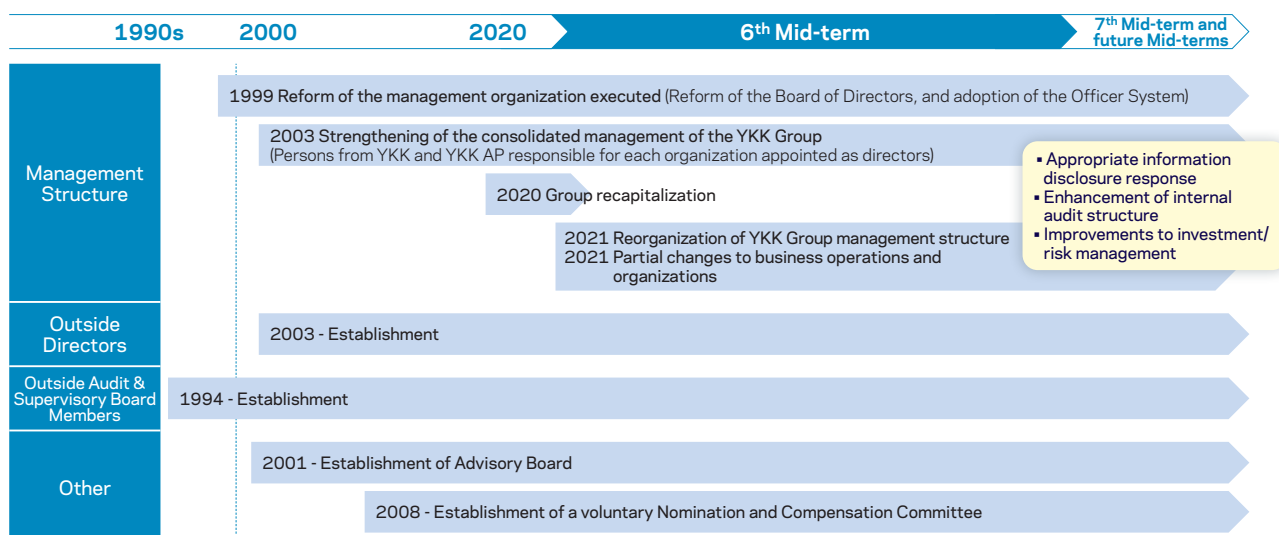 1990s
2000
2020
6th Mid-term
7th Mid-term and
future Mid-terms
Management
Structure
1999 Reform of the management organization executed (Reform of the Board of Directors, and adoption of the Officer System)
2003 Strengthening of the consolidated management of the YKK Group
(Persons from YKK and YKK AP responsible for each organization appointed as directors)
2020 Group recapitalization
2021 Reorganization of YKK Group management structure
2021 Partial changes to business operations and
organizations
▪ Appropriate information
disclosure response
▪ Enhancement of internal
audit structure
▪ Improvements to investment/
risk management
Outside
Directors
2003 - Establishment
Outside Audit &
Supervisory Board
Members
1994 - Establishment
Other
2001 - Establishment of Advisory Board
2008 - Establishment of a voluntary Nomination and Compensation Committee